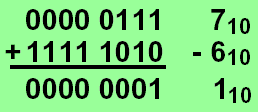 0000 0111 7₁₀
+ 1111 1010 - 6₁₀
0000 0001 1₁₀